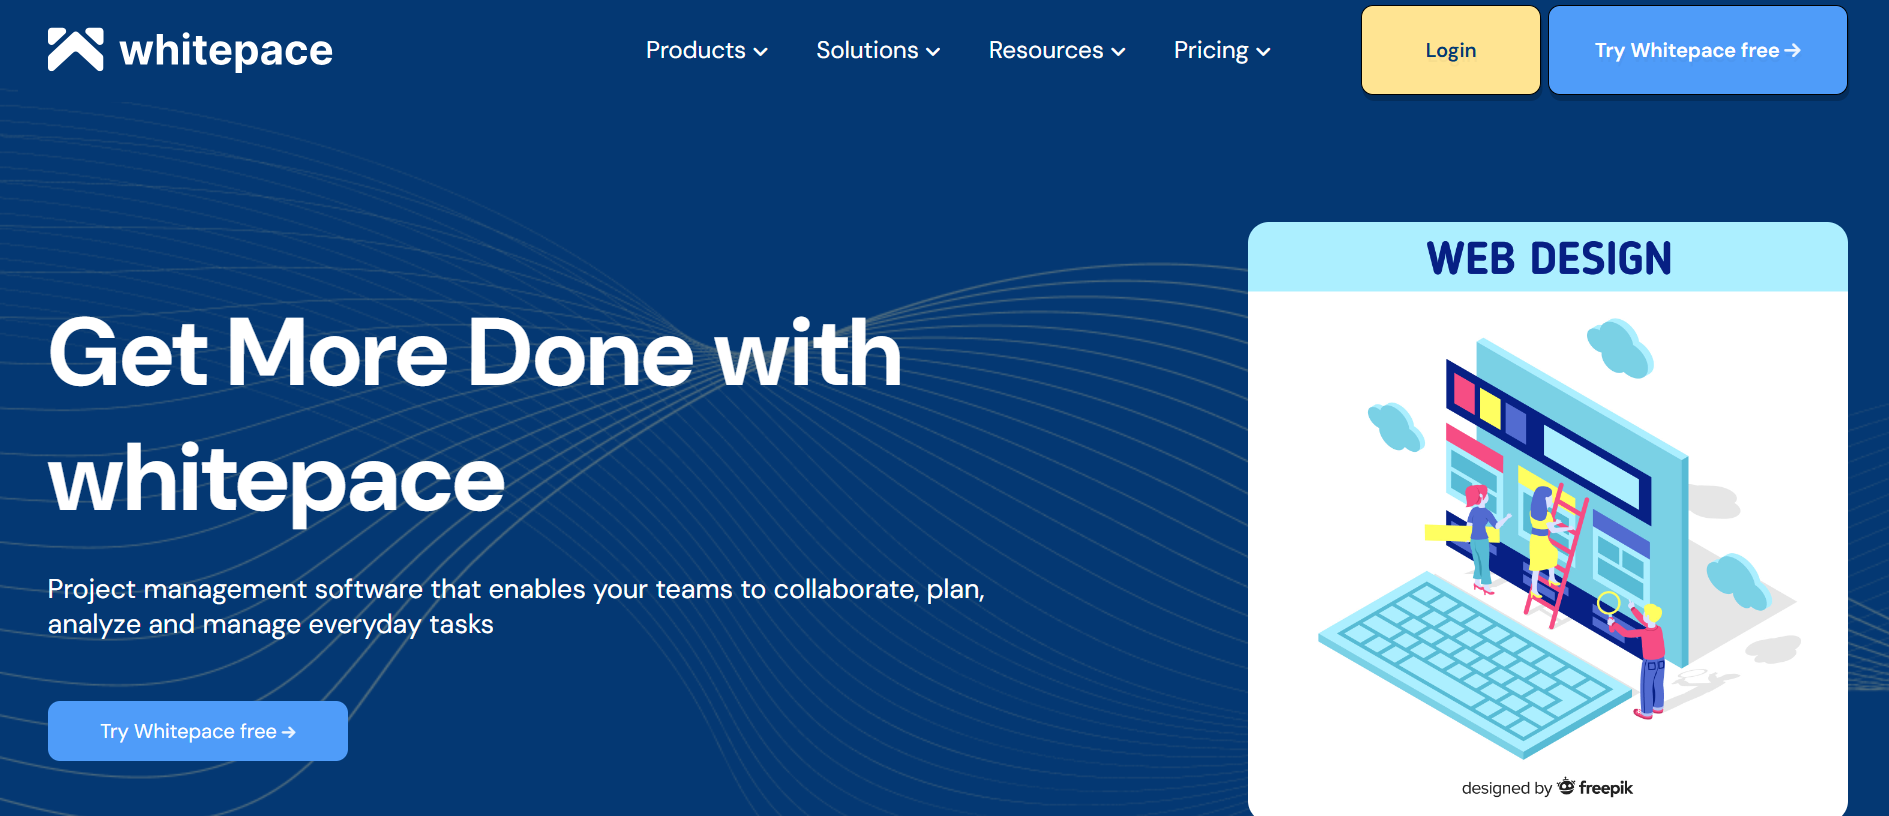 whitepace
Products
Solutions
Resources
Pricing
Login
Try Whitepace free
WEB DESIGN
Get More Done with
whitepace
Project management software that enables your teams to collaborate, plan,
analyze and manage everyday tasks
Try Whitepace free
designed by freepik